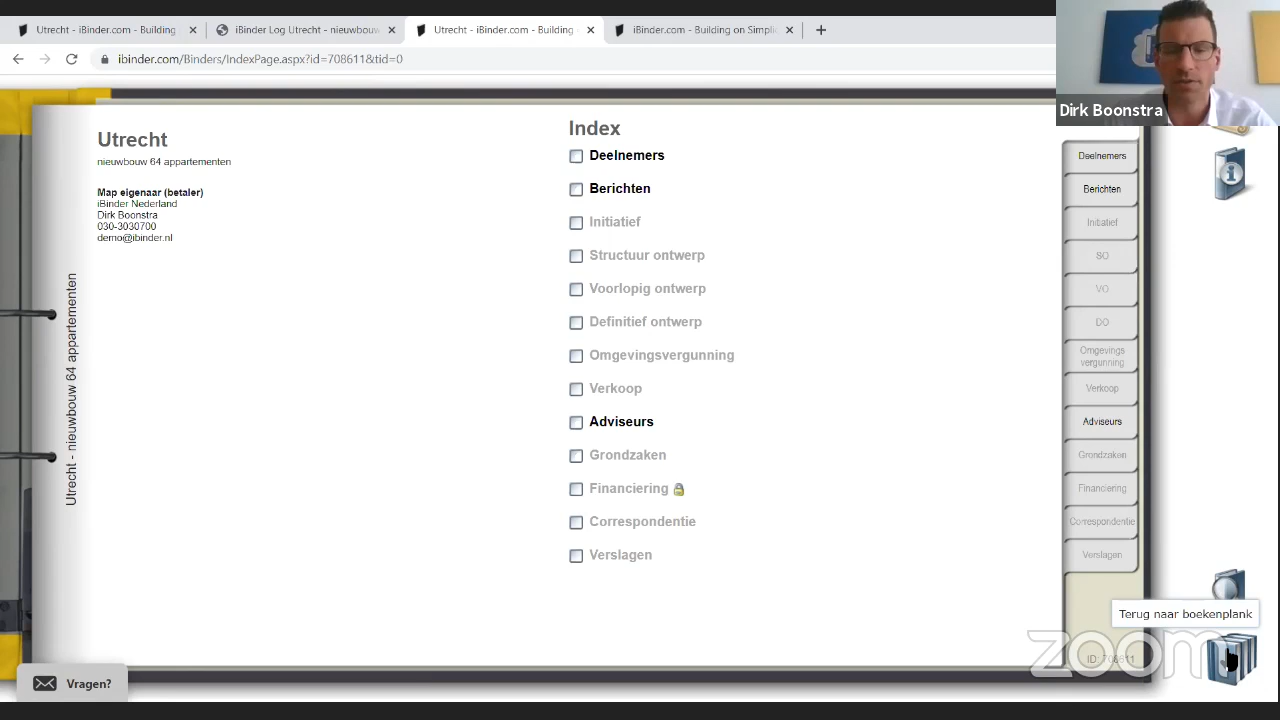 Utrecht - iBinder.com - Building
iBinder Log Utrecht - nieuwbouw
Utrecht - iBinder.com - Building -
iBinder.com - Building on Simplic
ibinder.com/Binders/IndexPage.aspx?id=708611&tid=0
Dirk Boonstra
Utrecht
nieuwbouw 64 appartementen
Map eigenaar (betaler)
iBinder Nederland
Dirk Boonstra
030-3030700
demo@ibinder.nl
Utrecht - nieuwbouw 64 appartementen
Index
Deelnemers
Berichten
Initiatief
Structuur ontwerp
Voorlopig ontwerp
Definitief ontwerp
Omgevingsvergunning
Verkoop
Adviseurs
Grondzaken
Financiering
Correspondentie
Verslagen
Deelnemers
Berichten
Initiatief
SO
VO
DO
Omgevings
vergunning
Verkoop
Adviseurs
Grondzaken
Financiering
Correspondentie
Verslagen
Terug naar boekenplank
ID: 708611
zoom
Vragen?